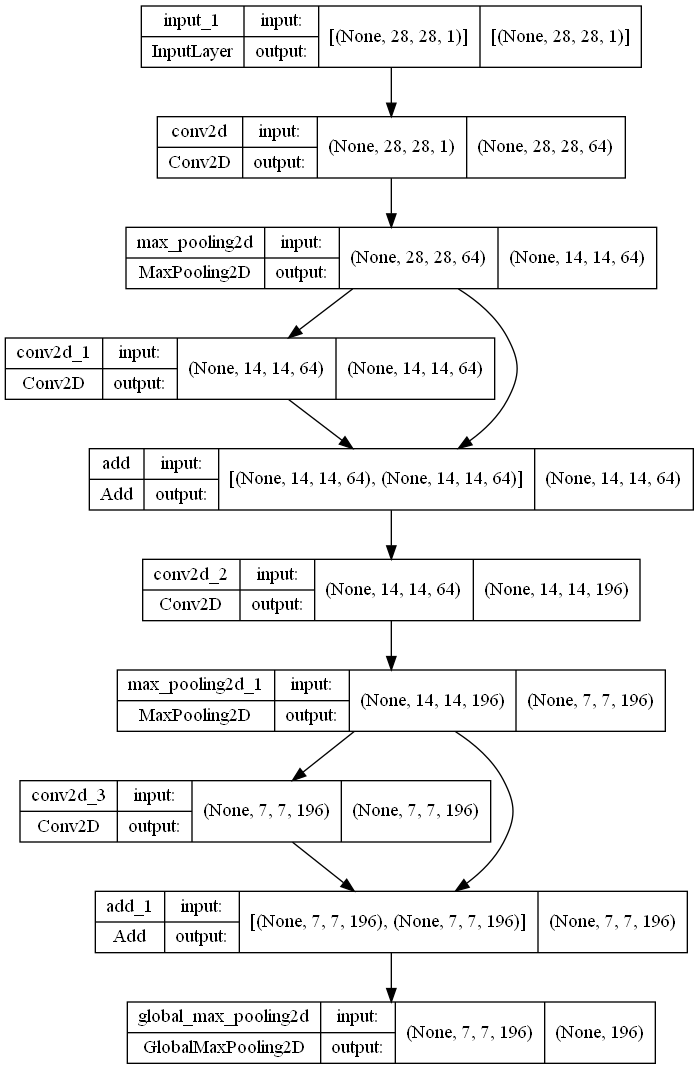 input_1 input: [(None, 28, 28, 1)] [(None, 28, 28, 1)]
InputLayer output:
conv2d input: (None, 28, 28, 1) (None, 28, 28, 64)
Conv2D output:
max_pooling2d input: (None, 28, 28, 64) (None, 14, 14, 64)
MaxPooling2D output:
conv2d_1 input: (None, 14, 14, 64) (None, 14, 14, 64)
Conv2D output:
add input: [(None, 14, 14, 64), (None, 14, 14, 64)] (None, 14, 14, 64)
Add output:
conv2d_2 input: (None, 14, 14, 64) (None, 14, 14, 196)
Conv2D output:
max_pooling2d_1 input: (None, 14, 14, 196) (None, 7, 7, 196)
MaxPooling2D output:
conv2d_3 input: (None, 7, 7, 196) (None, 7, 7, 196)
Conv2D output:
add_1 input: [(None, 7, 7, 196), (None, 7, 7, 196)] (None, 7, 7, 196)
Add output:
global_max_pooling2d input: (None, 7, 7, 196) (None, 196)
GlobalMaxPooling2D output: